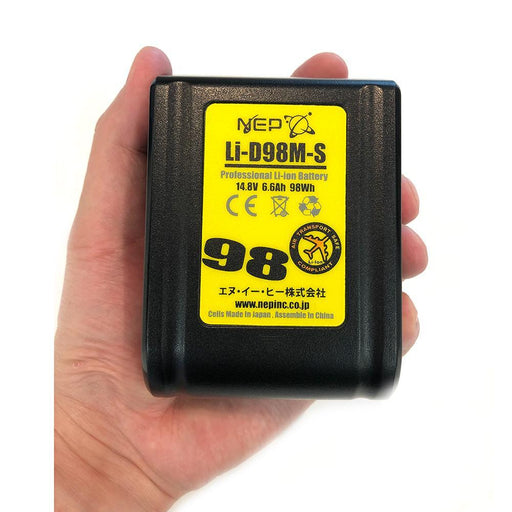 NEP
Li-D98M-S
Professional Li-ion Battery
14.8V 6.6Ah 98Wh
CE
98
AIR TRANSPORT SAFE
Li-ion
COMPLIANT
エヌ・イー・ピー株式会社
www.nepinc.co.jp
Cells Made In Japan . Assemble In China